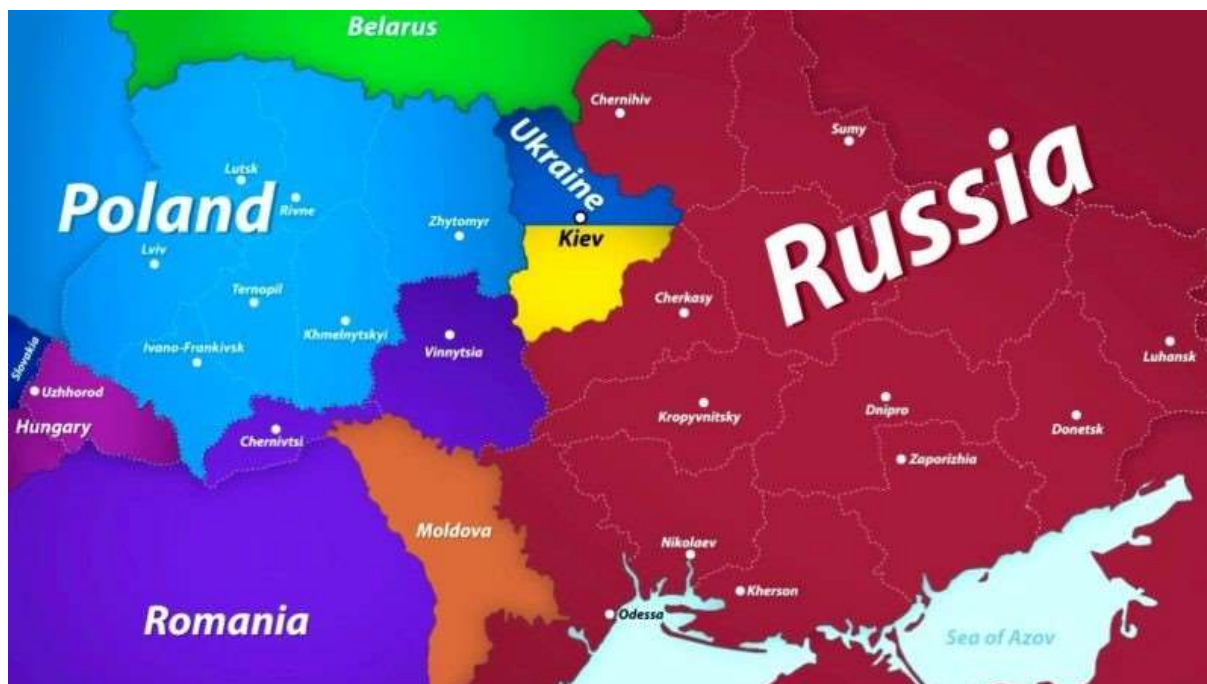 Belarus
Chernihiv
Sumy
Ukraine
Russia
Lutsk
Poland
Rivne
Zhytomyr
Kiev
Lviv
Ternopil
Cherkasy
Khmelnytskyi
Vinnytsia
Ivano-Frankivsk
Slovakia
Luhansk
Uzhhorod
Hungary
Chernivtsi
Kropyvnitsky
Dnipro
Donetsk
Zaporizhia
Moldova
Nikolaev
Kherson
Odessa
Romania
Sea of Azov